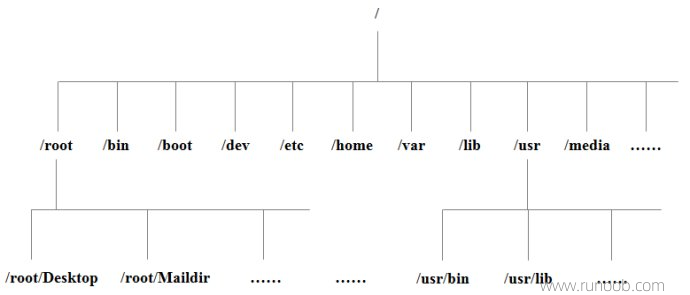 /
/root /bin /boot /dev /etc /home /var /lib /usr /media ......
/root/Desktop /root/Maildir ...... ...... /usr/bin /usr/lib ......
www.runoob.com